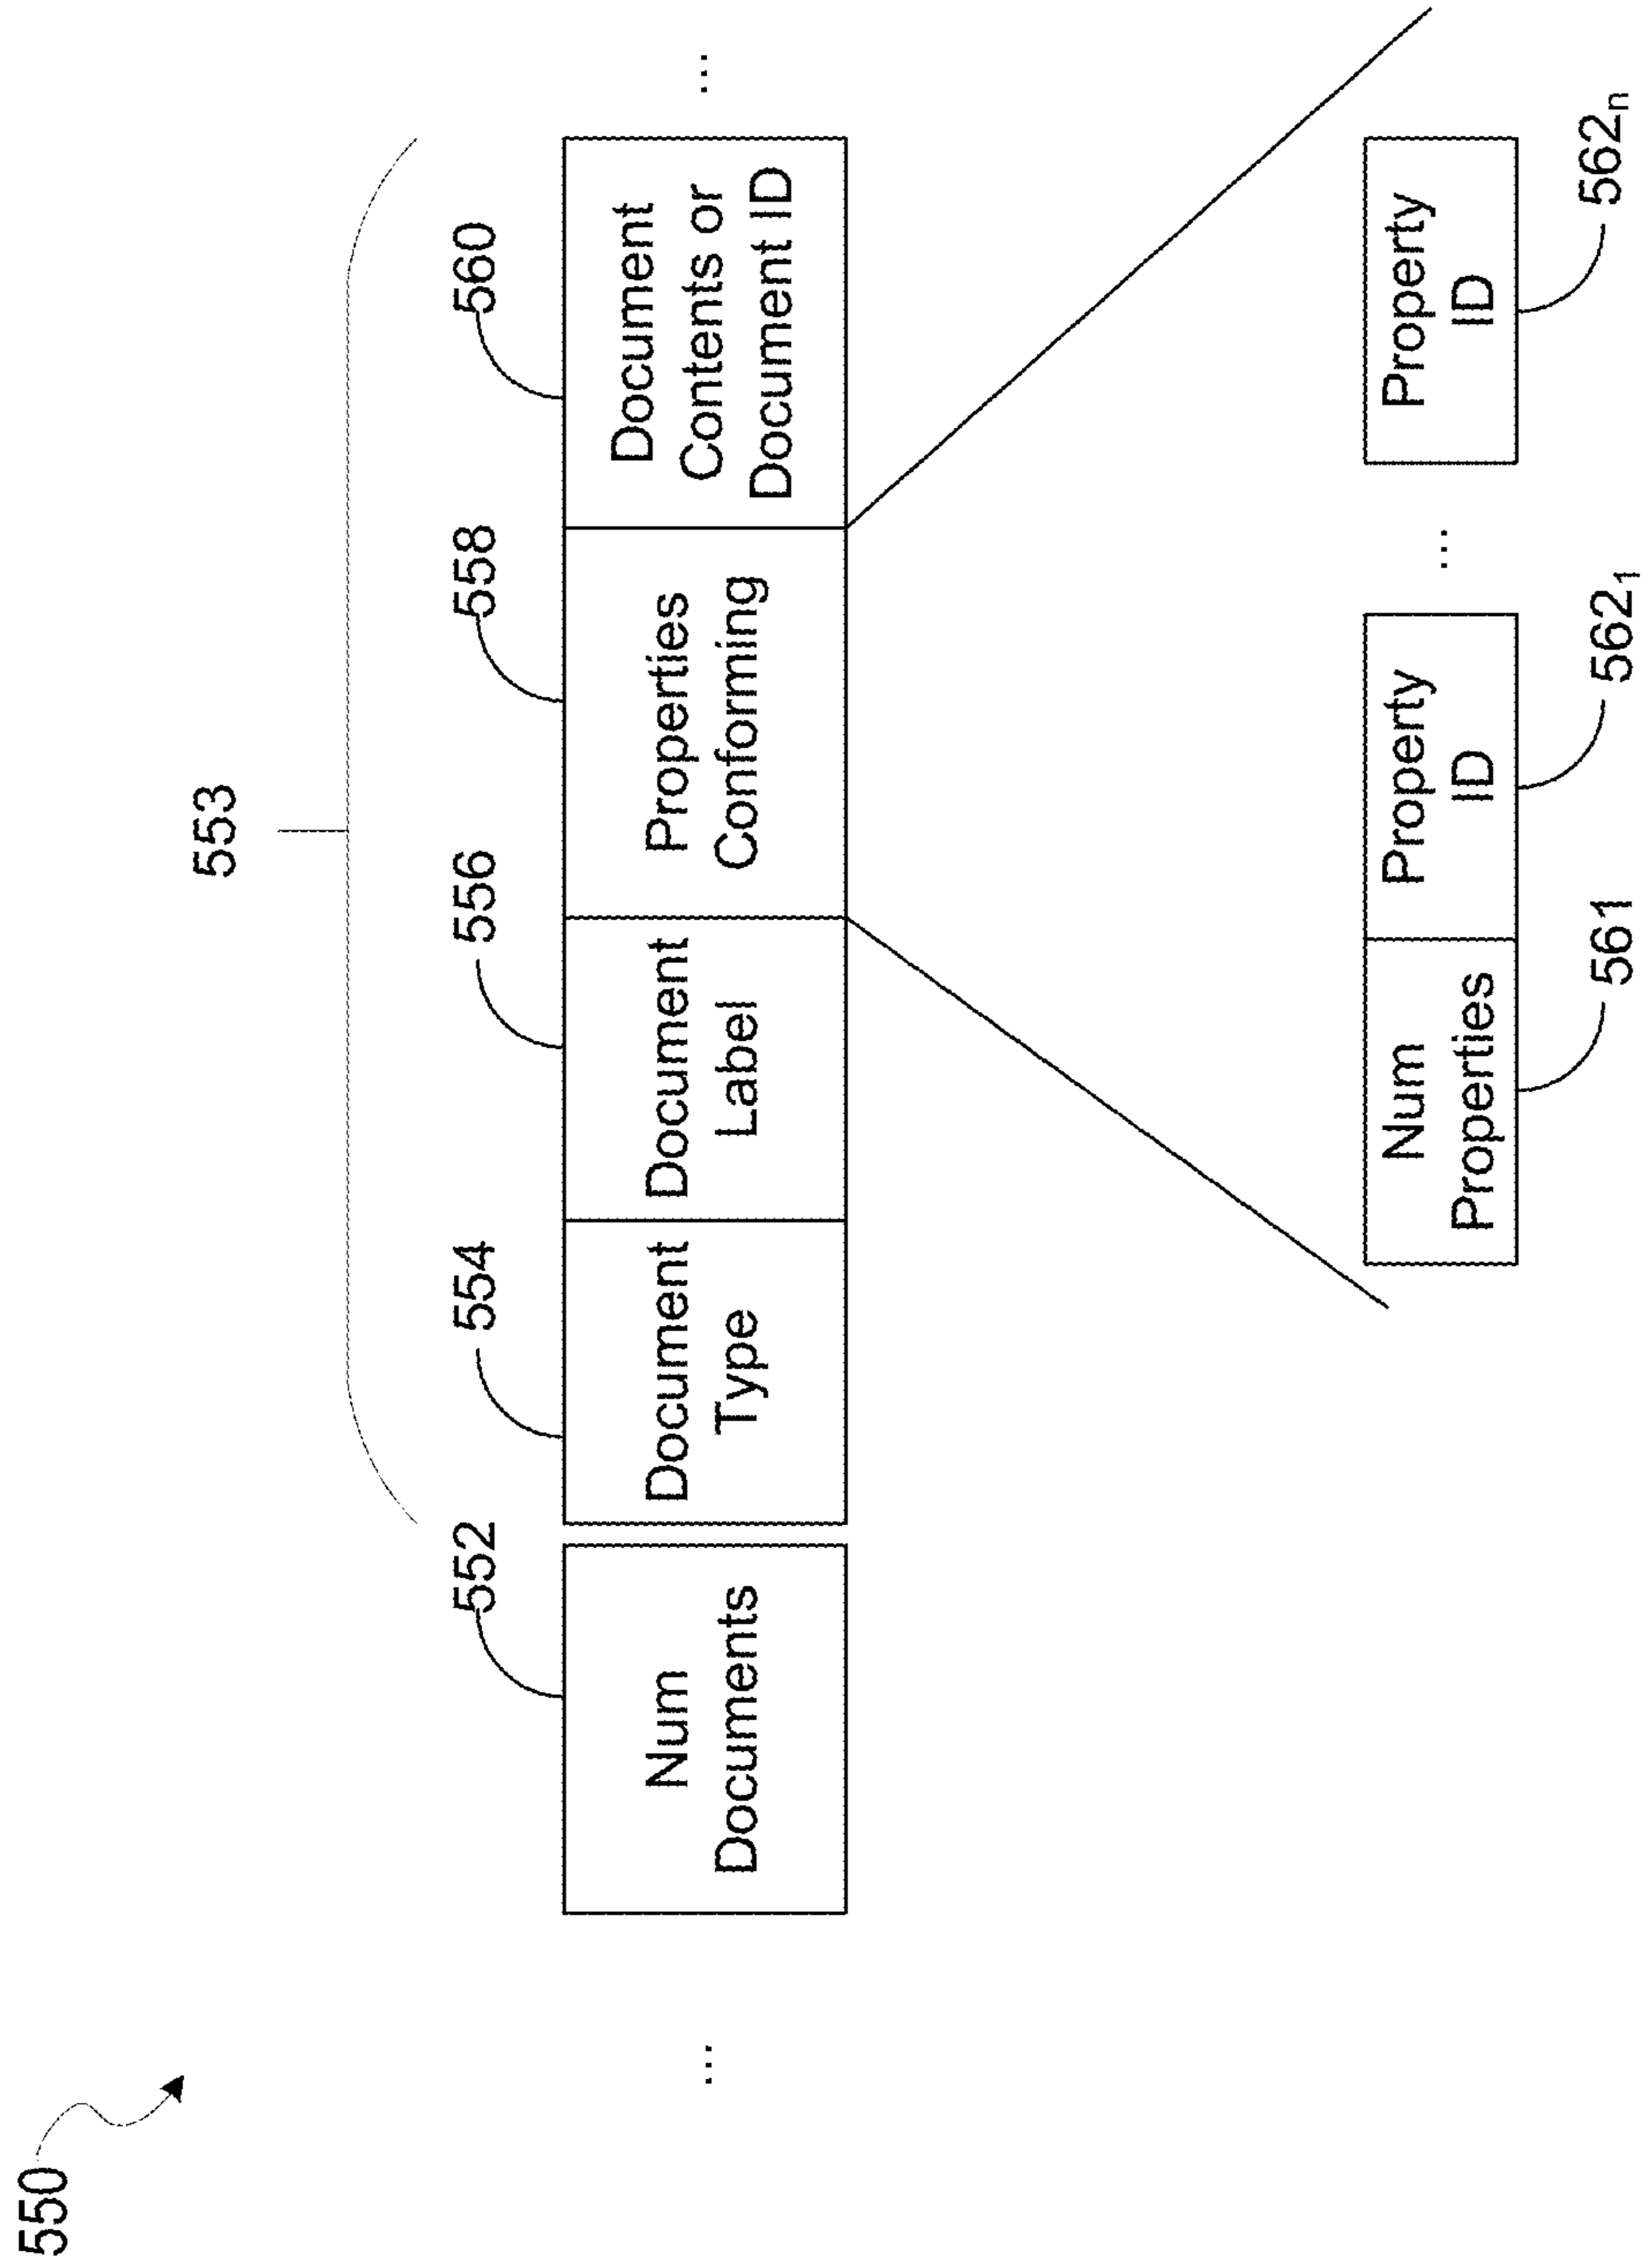 550
553
552
554
556
558
560
...
Num
Documents
Document
Type
Document
Label
Properties
Conforming
Document
Contents or
Document ID
...
Num
Properties
Property
ID
...
Property
ID
561
562₁
562ₙ